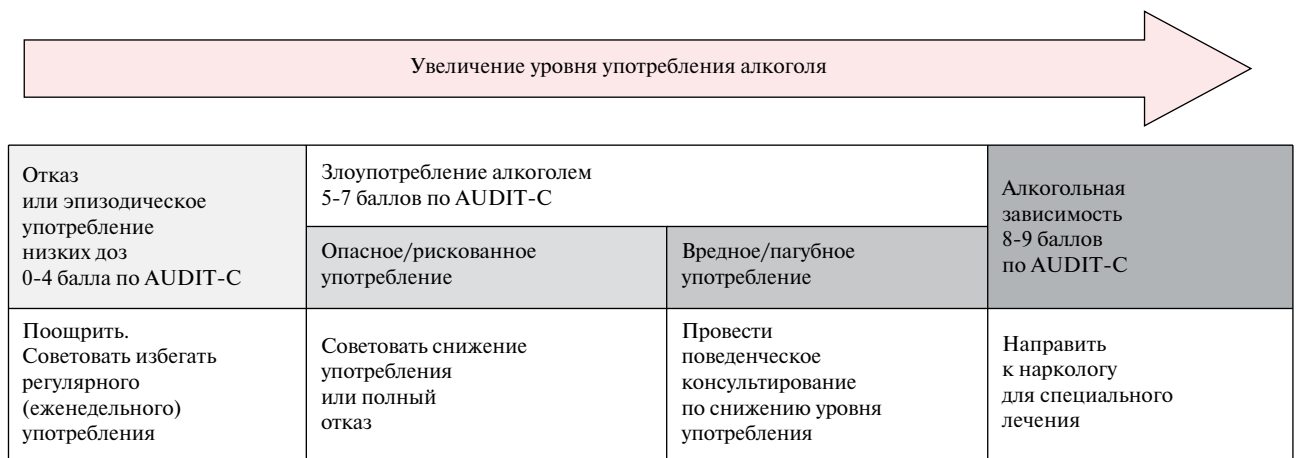 Увеличение уровня употребления алкоголя
Отказ
или эпизодическое
употребление
низких доз
0-4 балла по AUDIT-C
Злоупотребление алкоголем
5-7 баллов по AUDIT-C
Опасное/рискованное
употребление
Вредное/пагубное
употребление
Алкогольная
зависимость
8-9 баллов
по AUDIT-C
Поощрить.
Советовать избегать
регулярного
(еженедельного)
употребления
Советовать снижение
употребления
или полный
отказ
Провести
поведенческое
консультирование
по снижению уровня
употребления
Направить
к наркологу
для специального
лечения